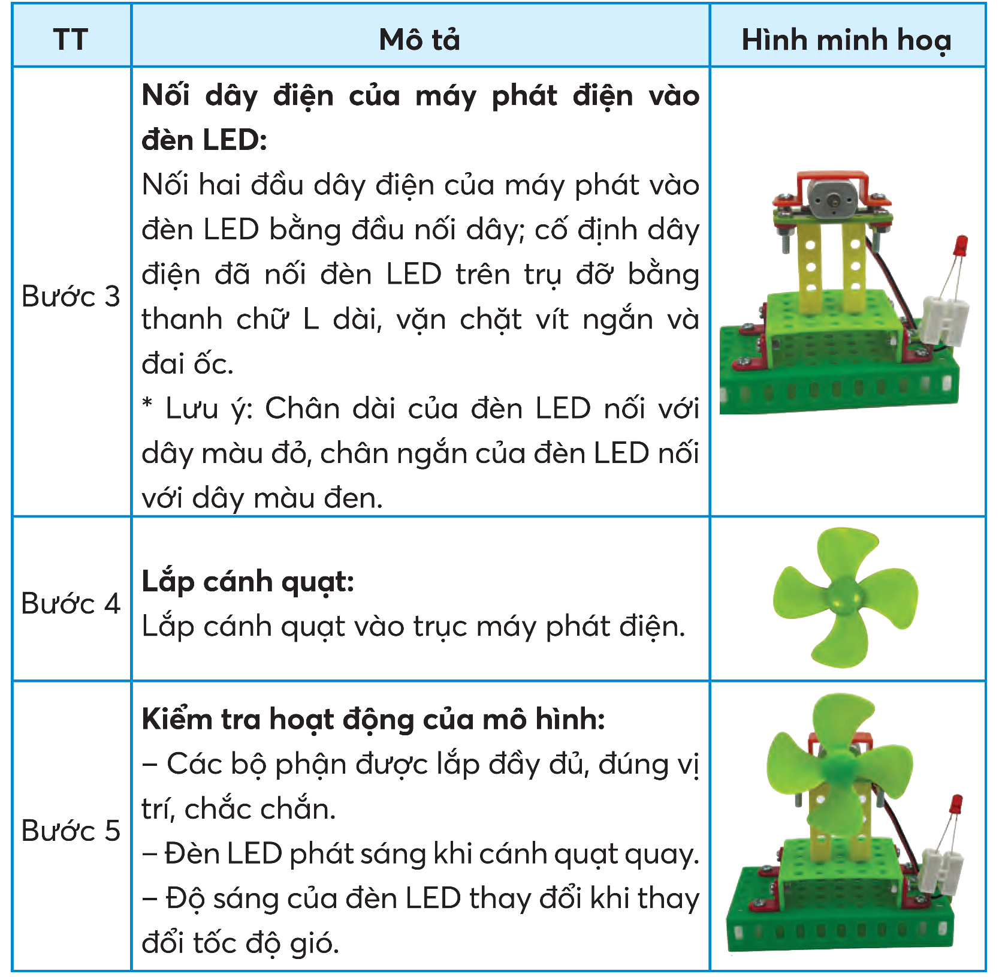 TT
Mô tả
Hình minh hoạ
Bước 3
Nối dây điện của máy phát điện vào
đèn LED:
Nối hai đầu dây điện của máy phát vào
đèn LED bằng đầu nối dây; cố định dây
điện đã nối đèn LED trên trụ đỡ bằng
thanh chữ L dài, vặn chặt vít ngắn và
đai ốc.
* Lưu ý: Chân dài của đèn LED nối với
dây màu đỏ, chân ngắn của đèn LED nối
với dây màu đen.
Bước 4
Lắp cánh quạt:
Lắp cánh quạt vào trục máy phát điện.
Bước 5
Kiểm tra hoạt động của mô hình:
– Các bộ phận được lắp đầy đủ, đúng vị
trí, chắc chắn.
– Đèn LED phát sáng khi cánh quạt quay.
– Độ sáng của đèn LED thay đổi khi thay
đổi tốc độ gió.